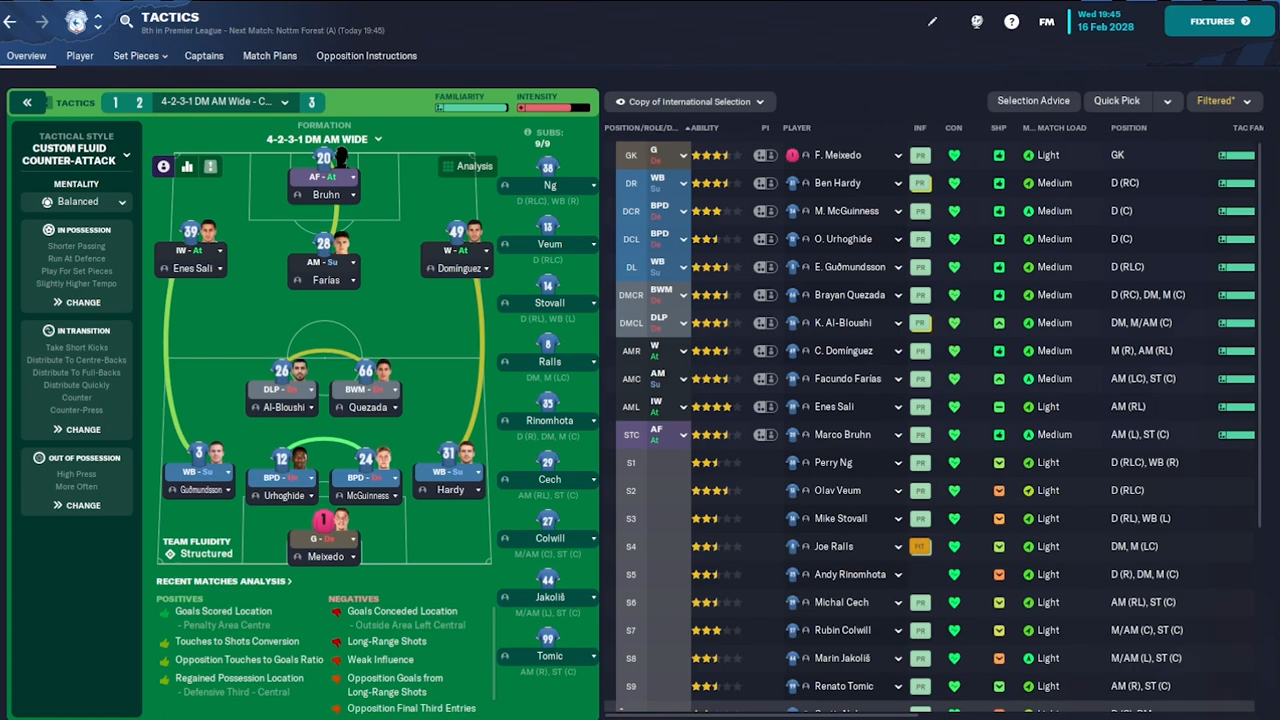 TACTICS
8th in Premier League - Next Match: Nottm Forest (A) (Today 19:45)
FM
Wed 19:45
16 Feb 2028
FIXTURES
Overview Player Set Pieces Captains Match Plans Opposition Instructions
TACTICS 1 2 4-2-3-1 DM AM Wide - C... 3
FAMILIARITY
INTENSITY
TACTICAL STYLE
CUSTOM FLUID
COUNTER-ATTACK
MENTALITY
Balanced
IN POSSESSION
Shorter Passing
Run At Defence
Play For Set Pieces
Slightly Higher Tempo
CHANGE
IN TRANSITION
Take Short Kicks
Distribute To Centre-Backs
Distribute To Full-Backs
Distribute Quickly
Counter
Counter-Press
CHANGE
OUT OF POSSESSION
High Press
More Often
CHANGE
FORMATION
4-2-3-1 DM AM WIDE
Analysis
20
AF - At
Bruhn
39
IW - At
Enes Sali
28
AM - Su
Farías
49
W - At
Domínguez
26
DLP - De
Al-Bloushi
66
BWM - De
Quezada
3
WB - Su
Guðmundsson
12
BPD - De
Urhoghide
24
BPD - De
McGuinness
31
WB - Su
Hardy
1
G - De
Meixedo
TEAM FLUIDITY
Structured
RECENT MATCHES ANALYSIS >
POSITIVES
Goals Scored Location
- Penalty Area Centre
Touches to Shots Conversion
Opposition Touches to Goals Ratio
Regained Possession Location
- Defensive Third - Central
NEGATIVES
Goals Conceded Location
- Outside Area Left Central
Long-Range Shots
Weak Influence
Opposition Goals from
Long-Range Shots
Opposition Final Third Entries
SUBS:
9/9
38
Ng
D (RLC), WB (R)
13
Veum
D (RLC)
14
Stovall
D (RL), WB (L)
8
Ralls
DM, M (LC)
35
Rinomhota
D (R), DM, M (C)
29
Cech
AM (RL), ST (C)
27
Colwill
M/AM (C), ST (C)
44
Jakoliš
M/AM (L), ST (C)
99
Tomic
AM (R), ST (C)
Copy of International Selection
Selection Advice Quick Pick Filtered*
POSITION/ROLE/D... ABILITY PI PLAYER INF CON SHP M... MATCH LOAD POSITION TAC FAM
GK G De F. Meixedo PR Light GK
DR WB Su Ben Hardy PR Medium D (RC)
DCR BPD De M. McGuinness PR Medium D (C)
DCL BPD De O. Urhoghide PR Medium D (C)
DL WB Su E. Guðmundsson PR Medium D (RLC)
DMCR BWM De Brayan Quezada PR Medium D (RC), DM, M (C)
DMCL DLP De K. Al-Bloushi PR Medium DM, M/AM (C)
AMR W At C. Domínguez PR Medium M (R), AM (RL)
AMC AM Su Facundo Farías PR Medium AM (LC), ST (C)
AML IW At Enes Sali PR Light AM (RL)
STC AF At Marco Bruhn PR Medium AM (L), ST (C)
S1 Perry Ng PR Light D (RLC), WB (R)
S2 Olav Veum PR Light D (RLC)
S3 Mike Stovall PR Light D (RL), WB (L)
S4 Joe Ralls FIT Light DM, M (LC)
S5 Andy Rinomhota Light D (R), DM, M (C)
S6 Michal Cech PR Light AM (RL), ST (C)
S7 Rubin Colwill PR Light M/AM (C), ST (C)
S8 Marin Jakoliš PR Light M/AM (L), ST (C)
S9 Renato Tomic PR Light AM (R), ST (C)